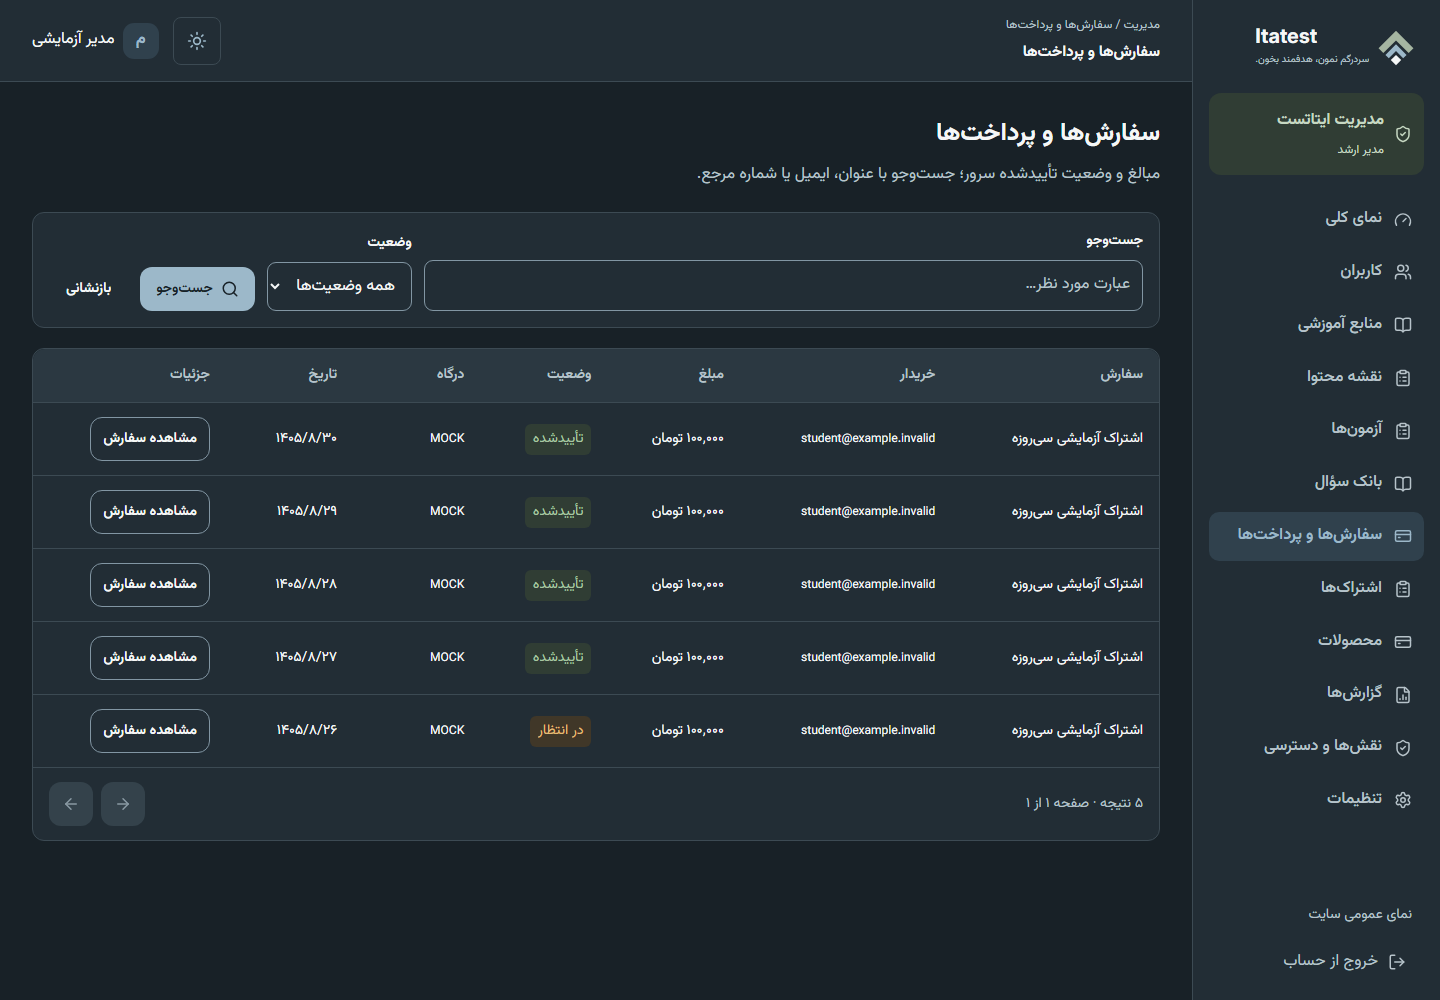 Itatest
سردرگم نمون، هدفمند بخون.
مدیریت ایتاتست
مدیر ارشد
نمای کلی
کاربران
منابع آموزشی
نقشه محتوا
آزمون‌ها
بانک سؤال
سفارش‌ها و پرداخت‌ها
اشتراک‌ها
محصولات
گزارش‌ها
نقش‌ها و دسترسی
تنظیمات
نمای عمومی سایت
خروج از حساب
مدیریت / سفارش‌ها و پرداخت‌ها
سفارش‌ها و پرداخت‌ها
م مدیر آزمایشی
سفارش‌ها و پرداخت‌ها
مبالغ و وضعیت تأییدشده سرور؛ جست‌وجو با عنوان، ایمیل یا شماره مرجع.
جست‌وجو وضعیت
عبارت مورد نظر... همه وضعیت‌ها جست‌وجو بازنشانی
سفارش خریدار مبلغ وضعیت درگاه تاریخ جزئیات
اشتراک آزمایشی سی‌روزه student@example.invalid ۱۰۰,۰۰۰ تومان تأییدشده MOCK ۱۴۰۵/۸/۳۰ مشاهده سفارش
اشتراک آزمایشی سی‌روزه student@example.invalid ۱۰۰,۰۰۰ تومان تأییدشده MOCK ۱۴۰۵/۸/۲۹ مشاهده سفارش
اشتراک آزمایشی سی‌روزه student@example.invalid ۱۰۰,۰۰۰ تومان تأییدشده MOCK ۱۴۰۵/۸/۲۸ مشاهده سفارش
اشتراک آزمایشی سی‌روزه student@example.invalid ۱۰۰,۰۰۰ تومان تأییدشده MOCK ۱۴۰۵/۸/۲۷ مشاهده سفارش
اشتراک آزمایشی سی‌روزه student@example.invalid ۱۰۰,۰۰۰ تومان در انتظار MOCK ۱۴۰۵/۸/۲۶ مشاهده سفارش
۵ نتیجه · صفحه ۱ از ۱